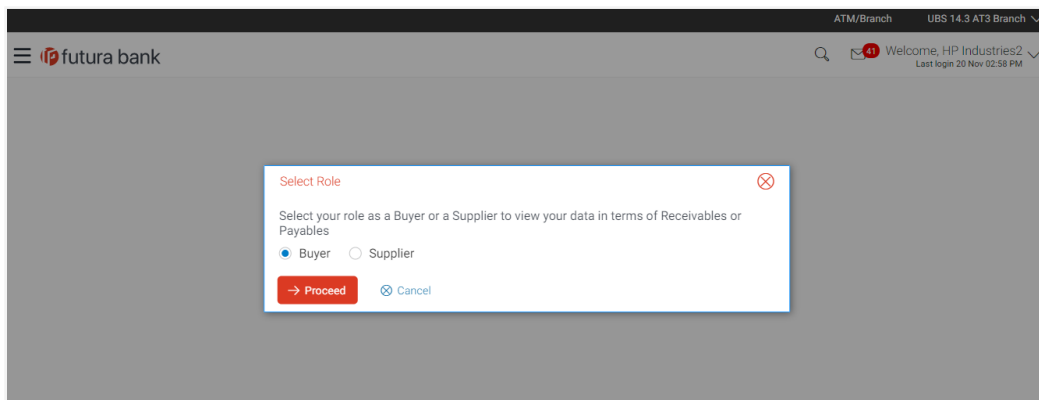 ATM/Branch UBS 14.3 AT3 Branch
futura bank
41 Welcome, HP Industries2
Last login 20 Nov 02:58 PM
Select Role
Select your role as a Buyer or a Supplier to view your data in terms of Receivables or
Payables
Buyer Supplier
Proceed Cancel